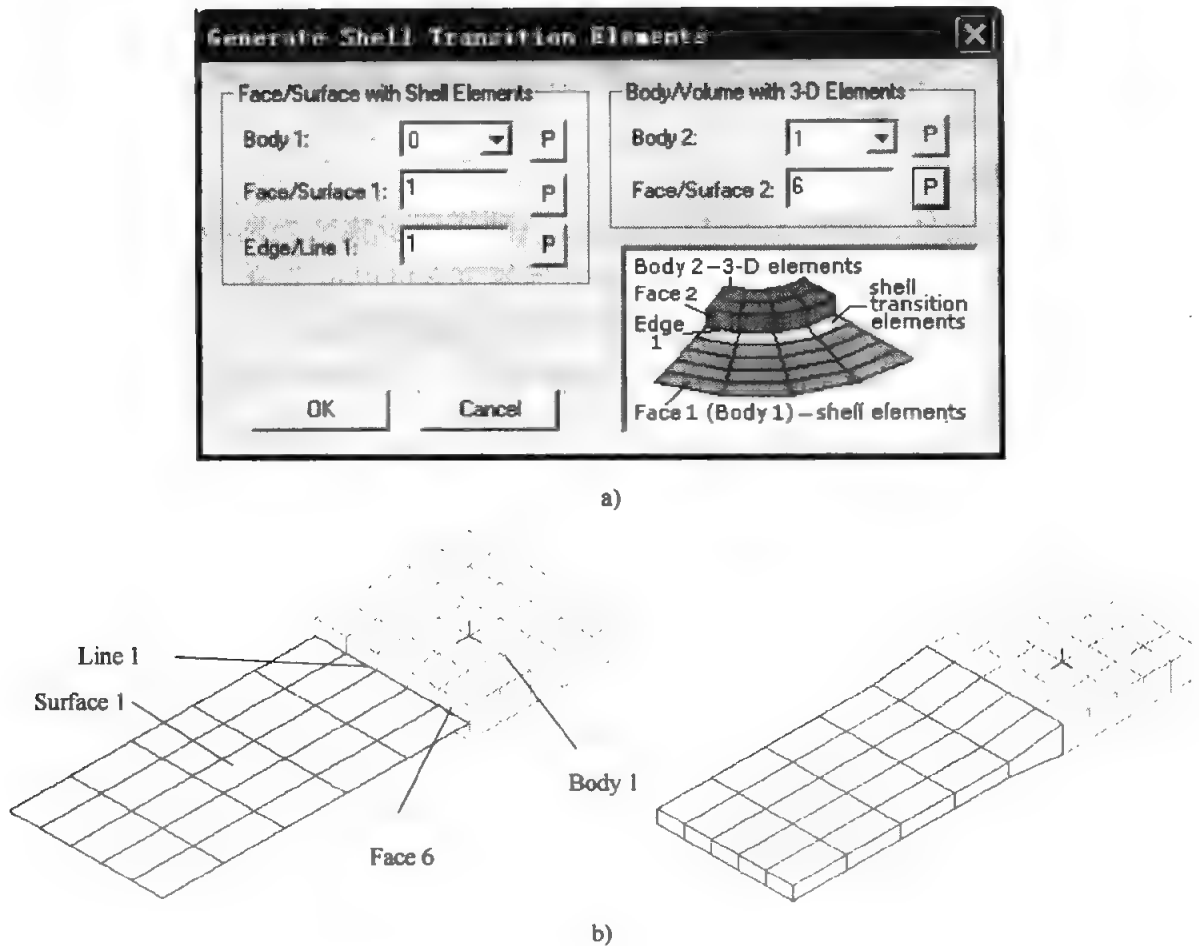 Generate Shell Transition Elements
Face/Surface with Shell Elements
Body 1: 0 P
Face/Surface 1: 1 P
Edge/Line 1: 1 P
Body/Volume with 3-D Elements
Body 2: 1 P
Face/Surface 2: 6 P
Body 2–3-D elements
Face 2
Edge
1
shell
transition
elements
Face 1 (Body 1) – shell elements
OK
Cancel
a)
Line 1
Surface 1
Body 1
Face 6
b)